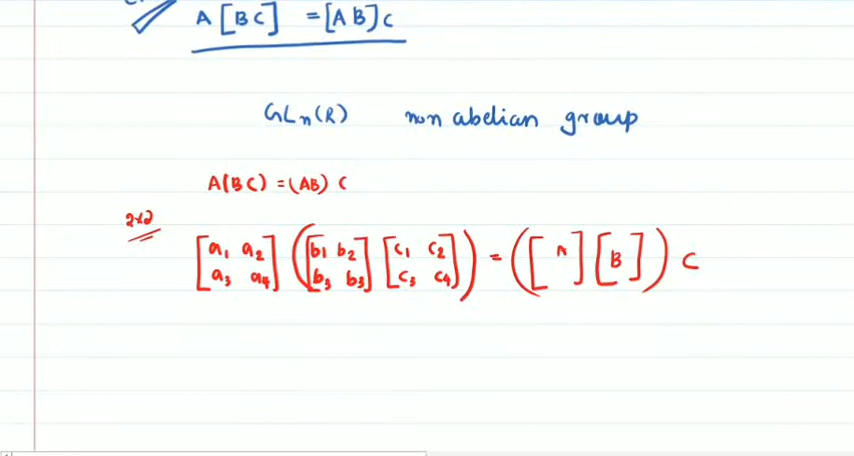 A[BC] = [AB]C
GLn(R) non abelian group
A(BC) = (AB) C
2x2
[a1 a2 a3 a4] ([b1 b2 b3 b3] [c1 c2 c3 c4]) = ([A] [B]) C